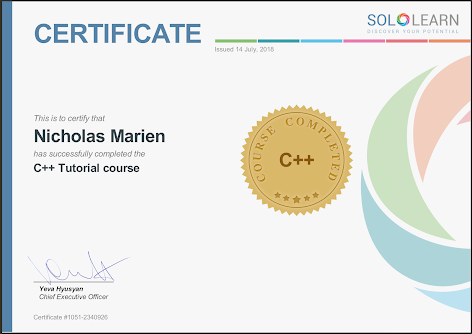 CERTIFICATE
SOLOLEARN
DISCOVER YOUR POTENTIAL
Issued 14 July, 2018
This is to certify that
Nicholas Marien
has successfully completed the
C++ Tutorial course
COURSE COMPLETED
C++
Yeva Hyusyan
Chief Executive Officer
Certificate #1051-2340926